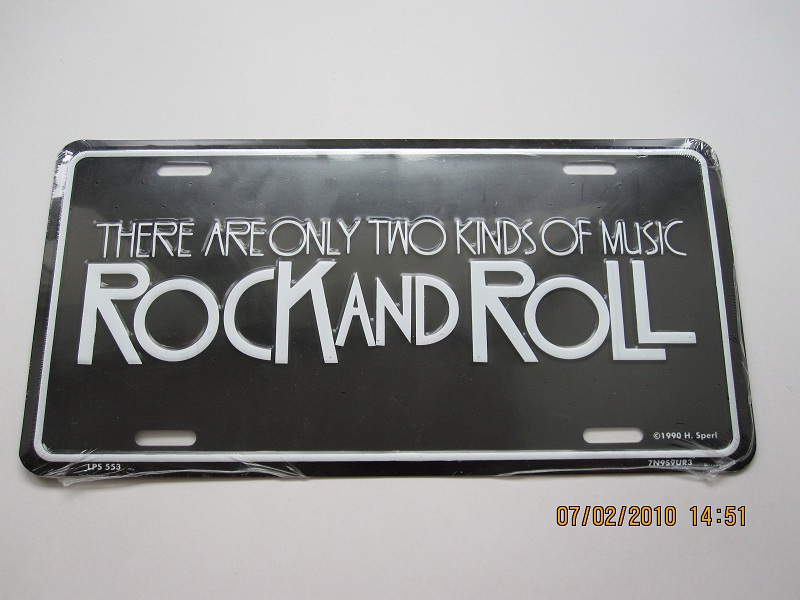 THERE ARE ONLY TWO KINDS OF MUSIC
ROCK AND ROLL
©1990 H. Sperl
LPS 553
7N9S9UR3
07/02/2010 14:51